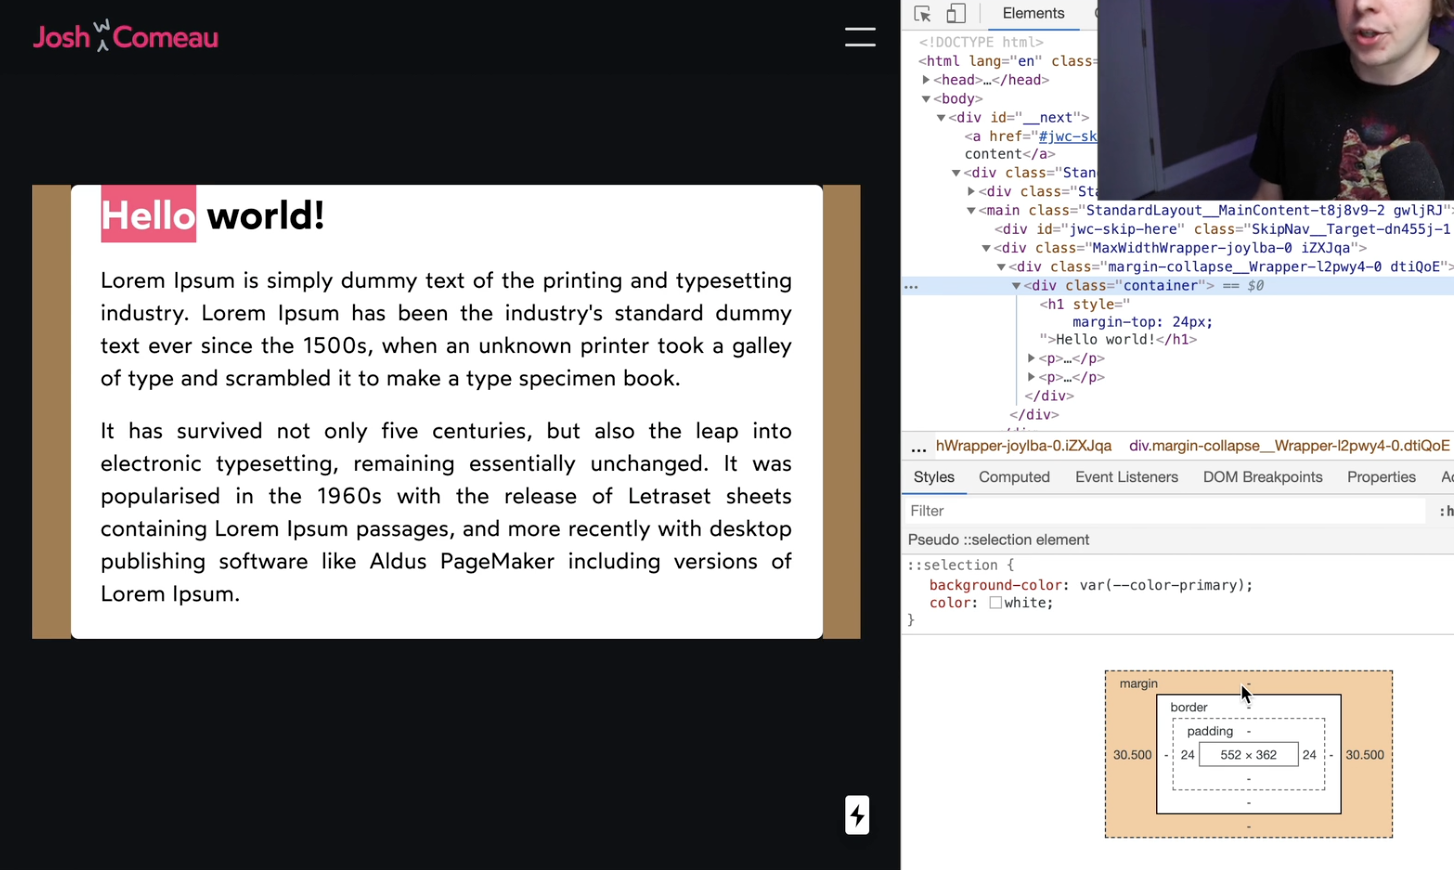 Josh W Comeau
Hello world!
Lorem Ipsum is simply dummy text of the printing and typesetting
industry. Lorem Ipsum has been the industry's standard dummy
text ever since the 1500s, when an unknown printer took a galley
of type and scrambled it to make a type specimen book.
It has survived not only five centuries, but also the leap into
electronic typesetting, remaining essentially unchanged. It was
popularised in the 1960s with the release of Letraset sheets
containing Lorem Ipsum passages, and more recently with desktop
publishing software like Aldus PageMaker including versions of
Lorem Ipsum.
Elements
<!DOCTYPE html>
<html lang="en" class=
<head>…</head>
<body>
<div id="__next">
<a href="#jwc-sk
content</a>
<div class="Stan
<div class="Sta
<main class="StandardLayout__MainContent-t8j8v9-2 gwljRJ"
<div id="jwc-skip-here" class="SkipNav__Target-dn455j-1
<div class="MaxWidthWrapper-joylba-0 iZXJqa">
<div class="margin-collapse__Wrapper-l2pwy4-0 dtiQoE">
... <div class="container"> == $0
<h1 style="
margin-top: 24px;
">Hello world!</h1>
<p>…</p>
<p>…</p>
</div>
</div>
... hWrapper-joylba-0.iZXJqa div.margin-collapse__Wrapper-l2pwy4-0.dtiQoE
Styles Computed Event Listeners DOM Breakpoints Properties Ac
Filter :h
Pseudo ::selection element
::selection {
background-color: var(--color-primary);
color: white;
}
margin -
border -
padding -
30.500 - 24 552 × 362 24 - 30.500
-
-
-